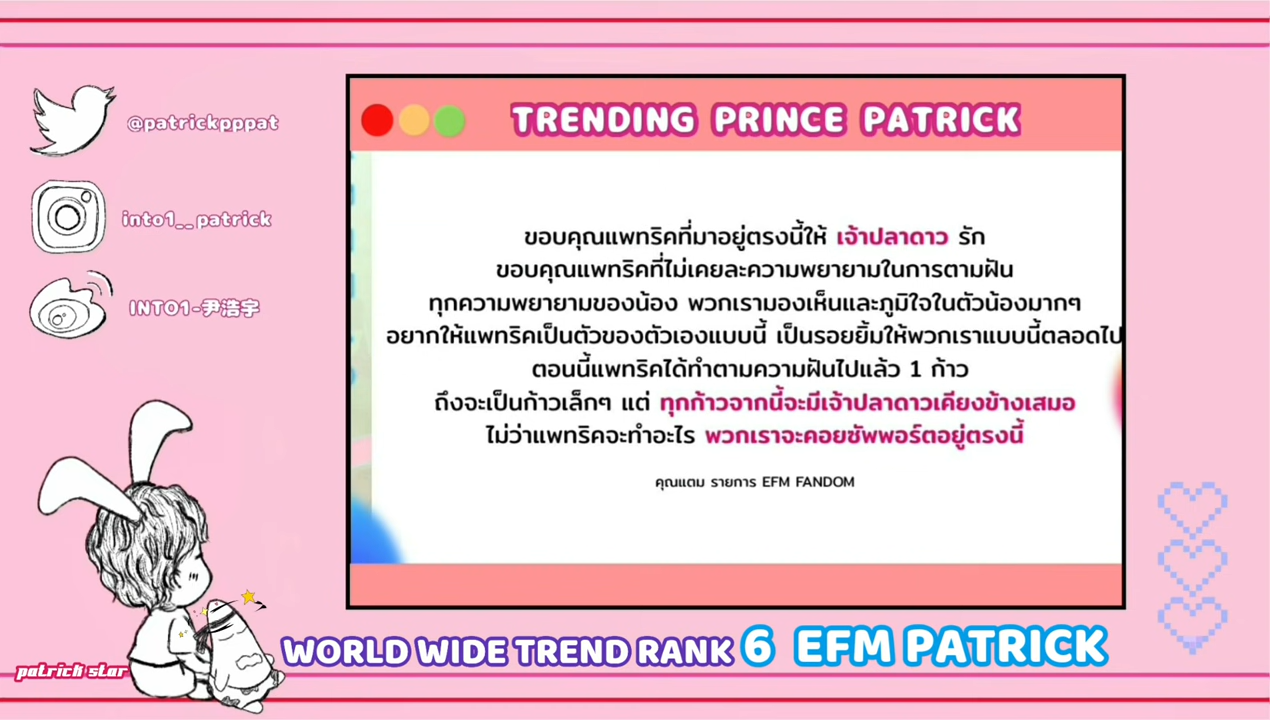 @patrickpppat
into1__patrick
INTO1-尹浩宇
TRENDING PRINCE PATRICK
ขอบคุณแพทริคที่มาอยู่ตรงนี้ให้ เจ้าปลาดาว รัก
ขอบคุณแพทริคที่ไม่เคยละความพยายามในการตามฝัน
ทุกความพยายามของน้อง พวกเรามองเห็นและภูมิใจในตัวน้องมากๆ
อยากให้แพทริคเป็นตัวของตัวเองแบบนี้ เป็นรอยยิ้มให้พวกเราแบบนี้ตลอดไป
ตอนนี้แพทริคได้ทำตามความฝันไปแล้ว 1 ก้าว
ถึงจะเป็นก้าวเล็กๆ แต่ ทุกก้าวจากนี้จะมีเจ้าปลาดาวเคียงข้างเสมอ
ไม่ว่าแพทริคจะทำอะไร พวกเราจะคอยซัพพอร์ตอยู่ตรงนี้
คุณแตม รายการ EFM FANDOM
WORLD WIDE TREND RANK 6 EFM PATRICK
patrick star